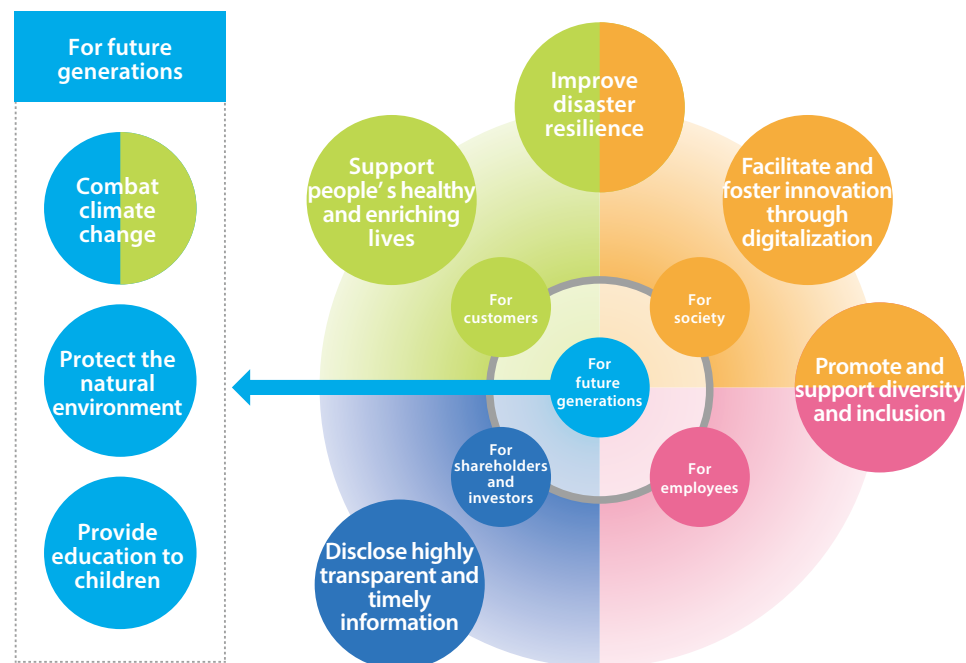 For future
generations
Combat
climate
change
Protect the
natural
environment
Provide
education to
children
Improve
disaster
resilience
Support
people’ s healthy
and enriching
lives
Facilitate and
foster innovation
through
digitalization
For
customers
For
society
For
future
generations
Promote and
support diversity
and inclusion
For
shareholders
and
investors
For
employees
Disclose highly
transparent and
timely
information